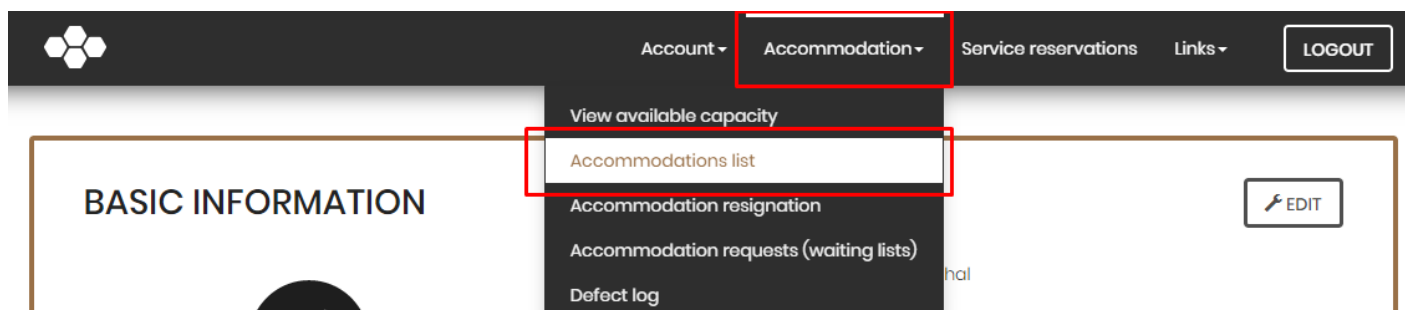 Account Accommodation Service reservations Links LOGOUT
View available capacity
Accommodations list
BASIC INFORMATION
EDIT
Accommodation resignation
Accommodation requests (waiting lists)
hal
Defect log